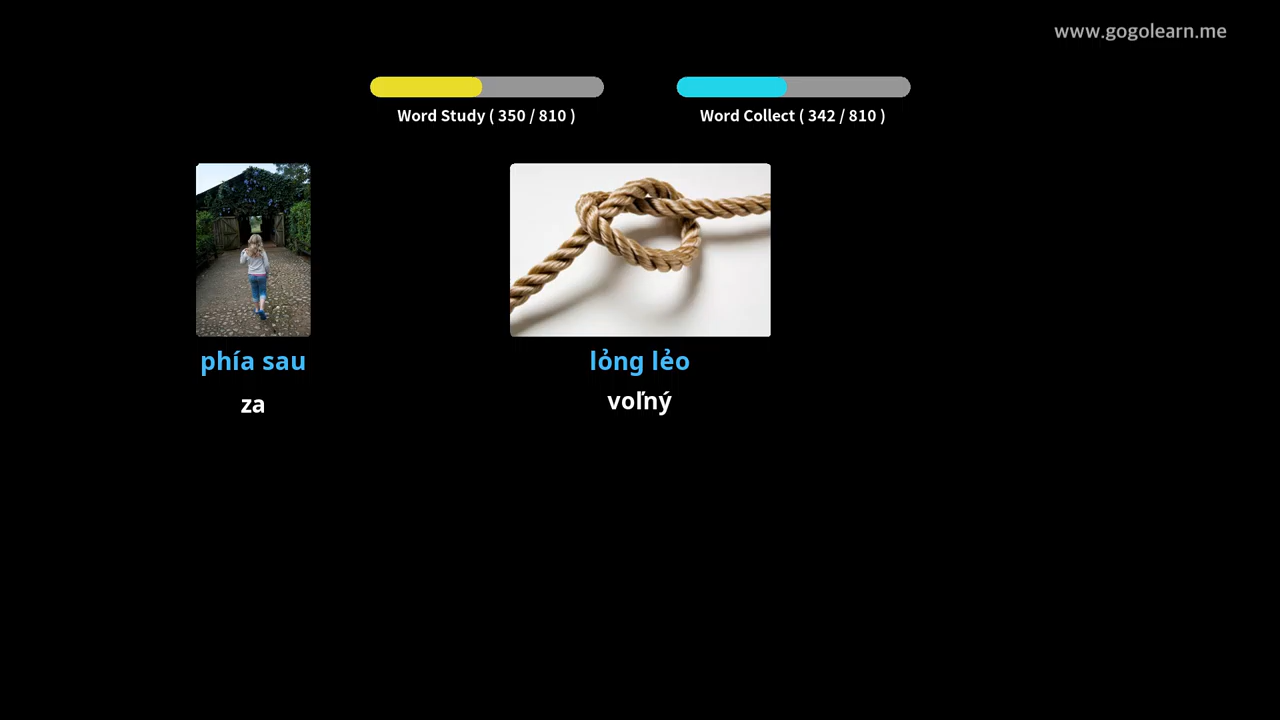 www.gogolearn.me
Word Study ( 350 / 810 )
Word Collect ( 342 / 810 )
phía sau
za
lỏng lẻo
voľný